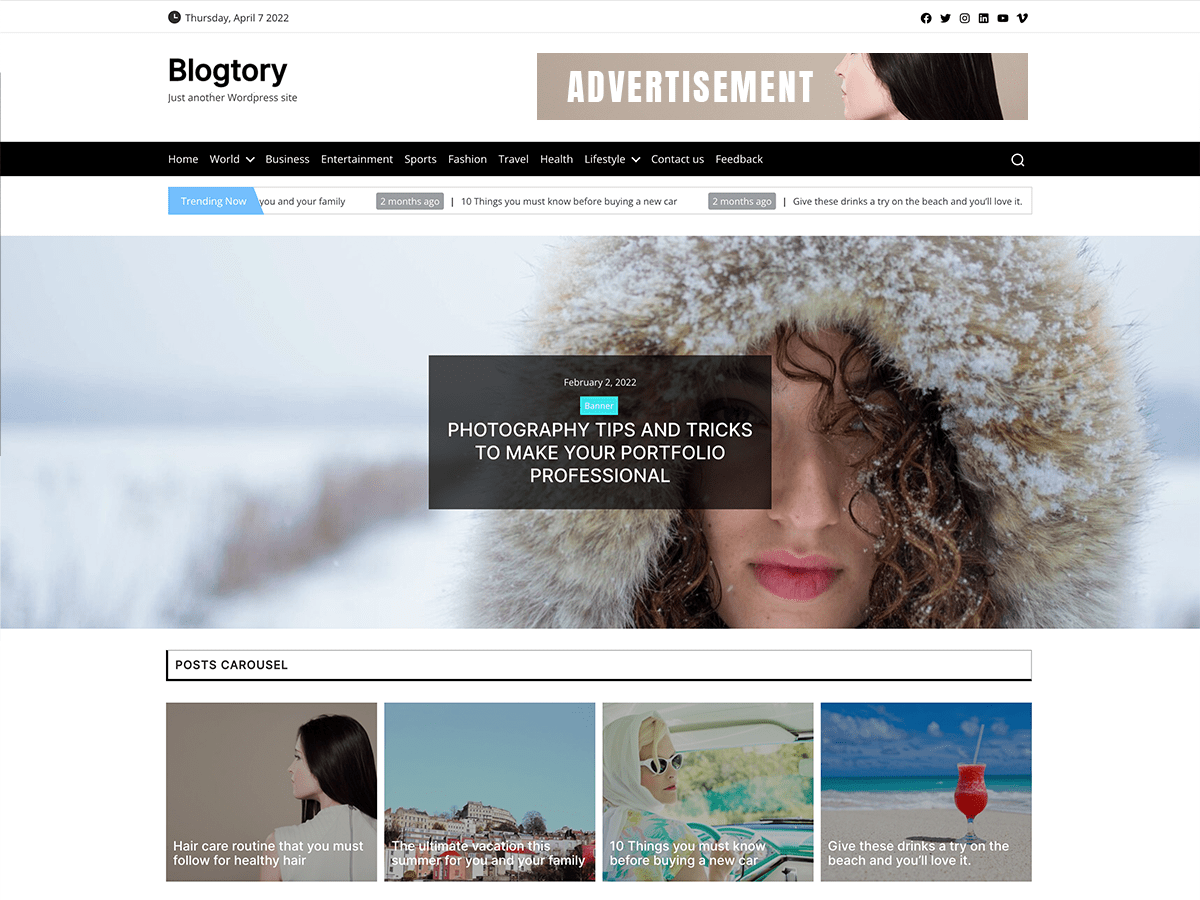 Thursday, April 7 2022
Blogtory
Just another Wordpress site
ADVERTISEMENT
Home World Business Entertainment Sports Fashion Travel Health Lifestyle Contact us Feedback
Trending Now you and your family 2 months ago | 10 Things you must know before buying a new car 2 months ago | Give these drinks a try on the beach and you'll love it.
February 2, 2022
Banner
PHOTOGRAPHY TIPS AND TRICKS
TO MAKE YOUR PORTFOLIO
PROFESSIONAL
POSTS CAROUSEL
Hair care routine that you must
follow for healthy hair
The ultimate vacation this
summer for you and your family
10 Things you must know
before buying a new car
Give these drinks a try on the
beach and you'll love it.